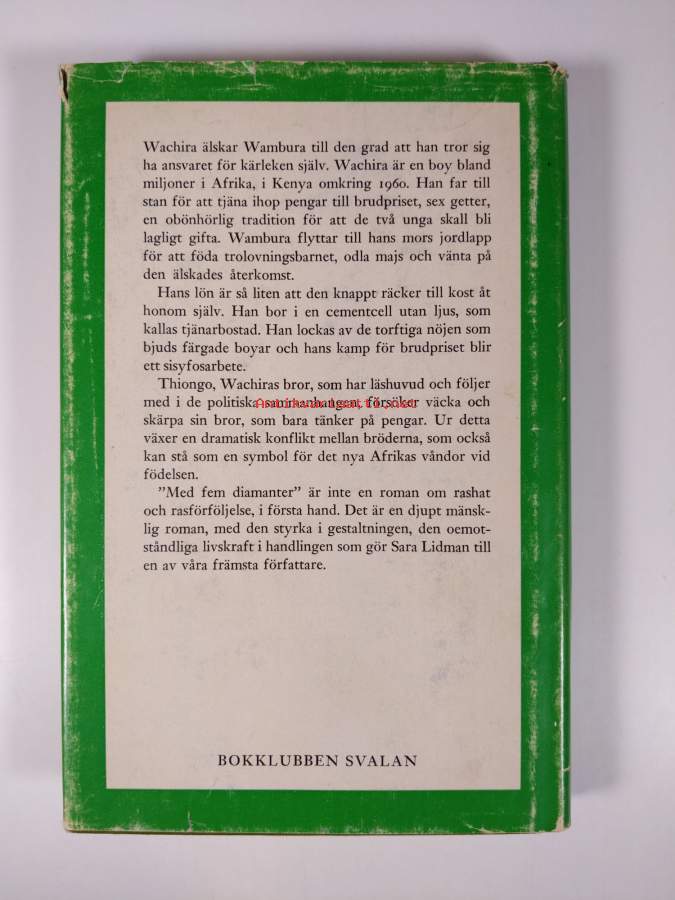 Wachira älskar Wambura till den grad att han tror sig
ha ansvaret för kärleken själv. Wachira är en boy bland
miljoner i Afrika, i Kenya omkring 1960. Han far till
stan för att tjäna ihop pengar till brudpriset, sex getter,
en obönhörlig tradition för att de två unga skall bli
lagligt gifta. Wambura flyttar till hans mors jordlapp
för att föda trolovningsbarnet, odla majs och vänta på
den älskades återkomst.
Hans lön är så liten att den knappt räcker till kost åt
honom själv. Han bor i en cementcell utan ljus, som
kallas tjänarbostad. Han lockas av de torftiga nöjen som
bjuds färgade boyar och hans kamp för brudpriset blir
ett sisyfosarbete.
Thiongo, Wachiras bror, som har läshuvud och följer
med i de politiska sammanhangen, försöker väcka och
skärpa sin bror, som bara tänker på pengar. Ur detta
växer en dramatisk konflikt mellan bröderna, som också
kan stå som en symbol för det nya Afrikas våndor vid
födelsen.
”Med fem diamanter” är inte en roman om rashat
och rasförföljelse, i första hand. Det är en djupt mänsk-
lig roman, med den styrka i gestaltningen, den oemot-
ståndliga livskraft i handlingen som gör Sara Lidman till
en av våra främsta författare.
BOKKLUBBEN SVALAN